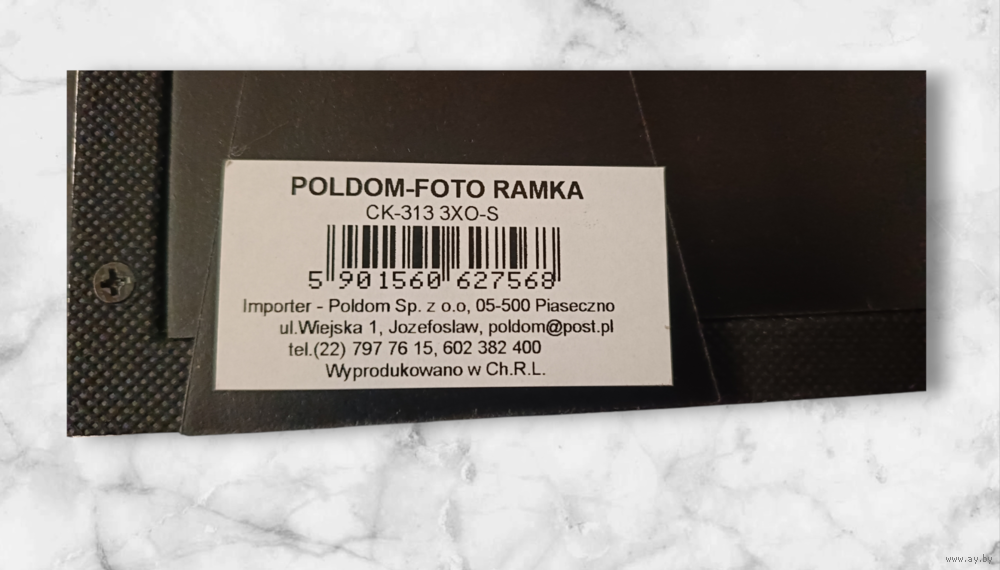 POLDOM-FOTO RAMKA
CK-313 3XO-S
5 901560 627568
Importer - Poldom Sp. z o.o, 05-500 Piaseczno
ul.Wiejska 1, Jozefoslaw, poldom@post.pl
tel.(22) 797 76 15, 602 382 400
Wyprodukowano w Ch.R.L.
www.ay.by